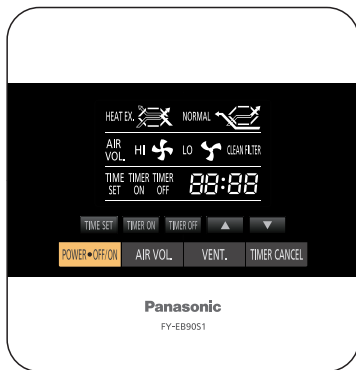 HEAT EX. NORMAL
AIR VOL. HI LO CLEAN FILTER
TIME SET TIMER ON TIMER OFF 88:88
TIME SET TIMER ON TIMER OFF ▲ ▼
POWER•OFF/ON AIR VOL. VENT. TIMER CANCEL
Panasonic
FY-EB90S1